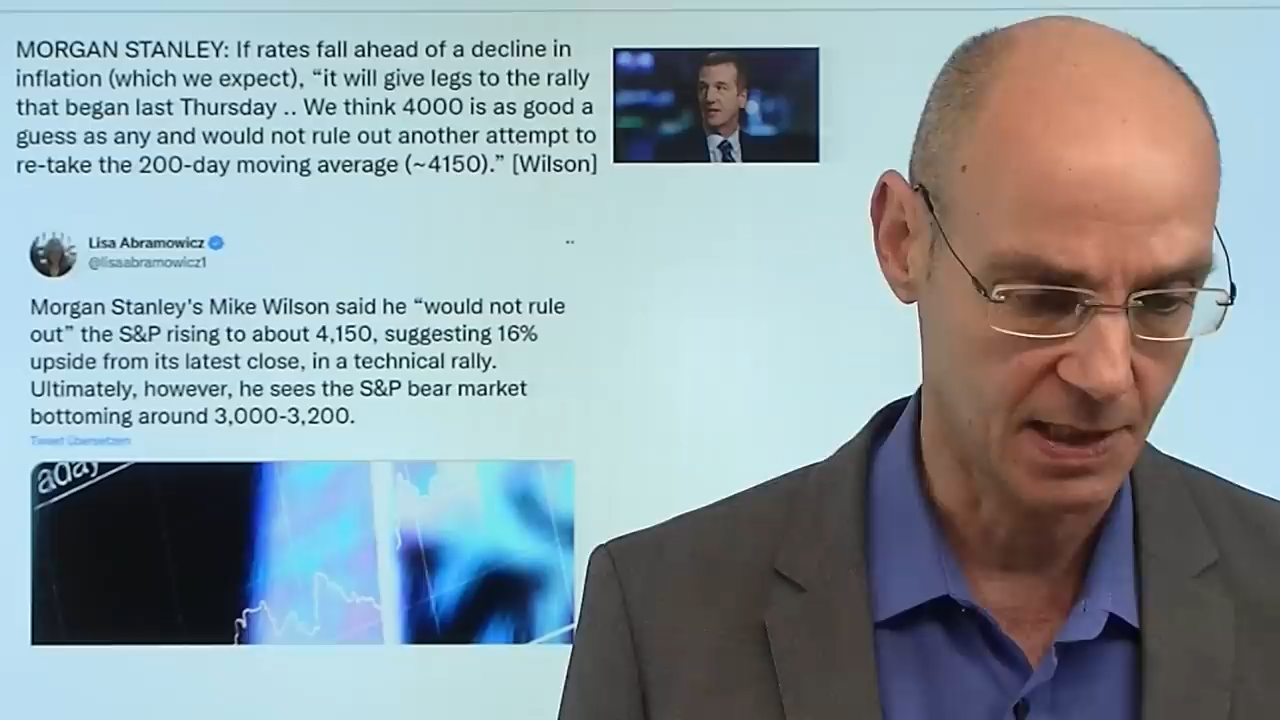 MORGAN STANLEY: If rates fall ahead of a decline in
inflation (which we expect), “it will give legs to the rally
that began last Thursday .. We think 4000 is as good a
guess as any and would not rule out another attempt to
re-take the 200-day moving average (~4150).” [Wilson]
Lisa Abramowicz
@lisaabramowicz1
Morgan Stanley's Mike Wilson said he “would not rule
out” the S&P rising to about 4,150, suggesting 16%
upside from its latest close, in a technical rally.
Ultimately, however, he sees the S&P bear market
bottoming around 3,000-3,200.
Tweet übersetzen
aday